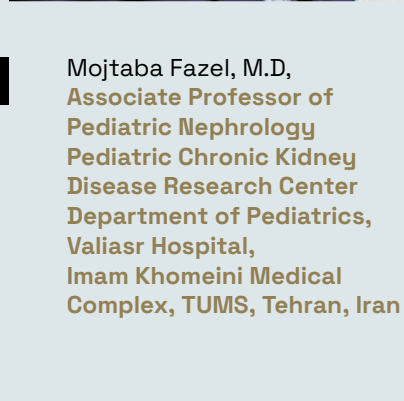 Mojtaba Fazel, M.D,
Associate Professor of
Pediatric Nephrology
Pediatric Chronic Kidney
Disease Research Center
Department of Pediatrics,
Valiasr Hospital,
Imam Khomeini Medical
Complex, TUMS, Tehran, Iran